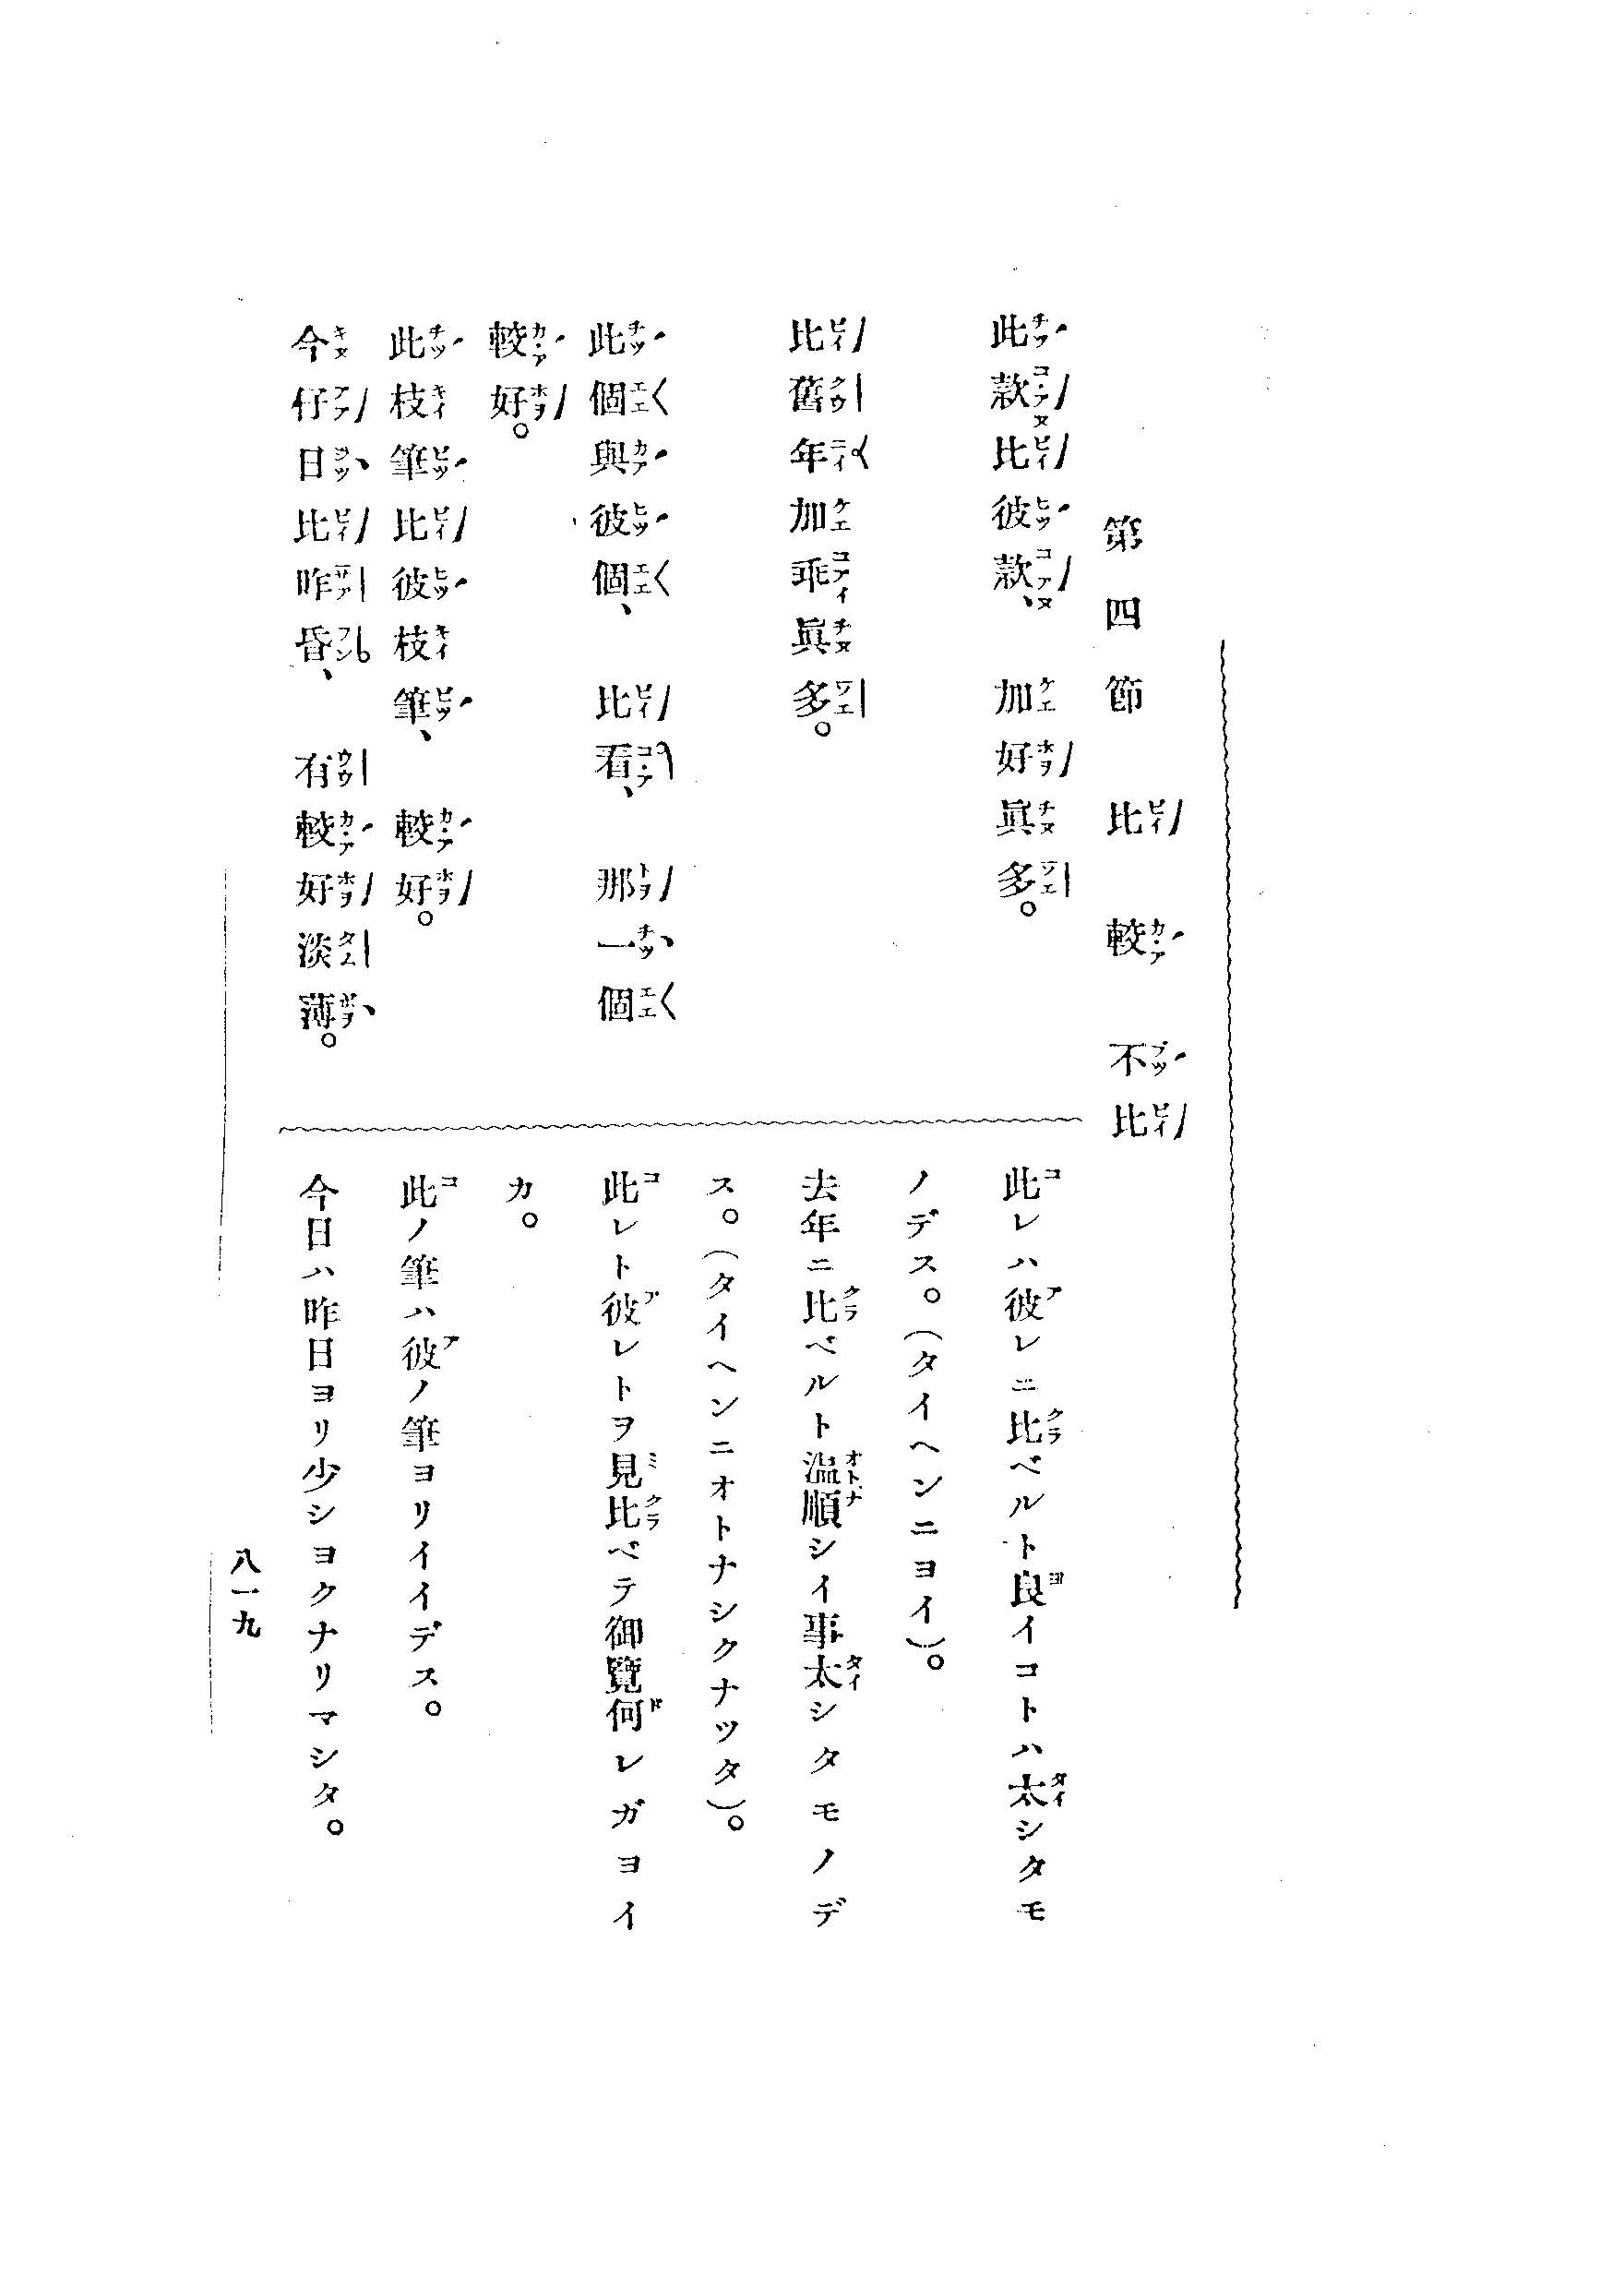 第四節　比　較　不比
此款比彼款、加好眞多。
此レハ彼レニ比ベルト良イコトハ太シタモ
ノデス。(タイヘンニヨイ)。
比舊年加乖眞多。
去年ニ比ベルト溫順シイ事太シタモノデ
ス。(タイヘンニオトナシクナツタ)。
此個與彼個、比看、那一個
較好。
此レト彼レトヲ見比ベテ御覽何レガヨイ
カ。
此枝筆比彼枝筆、較好。
此ノ筆ハ彼ノ筆ヨリイイデス。
今仔日比昨昏、有較好淡薄。
今日ハ昨日ヨリ少シヨクナリマシタ。
八一九